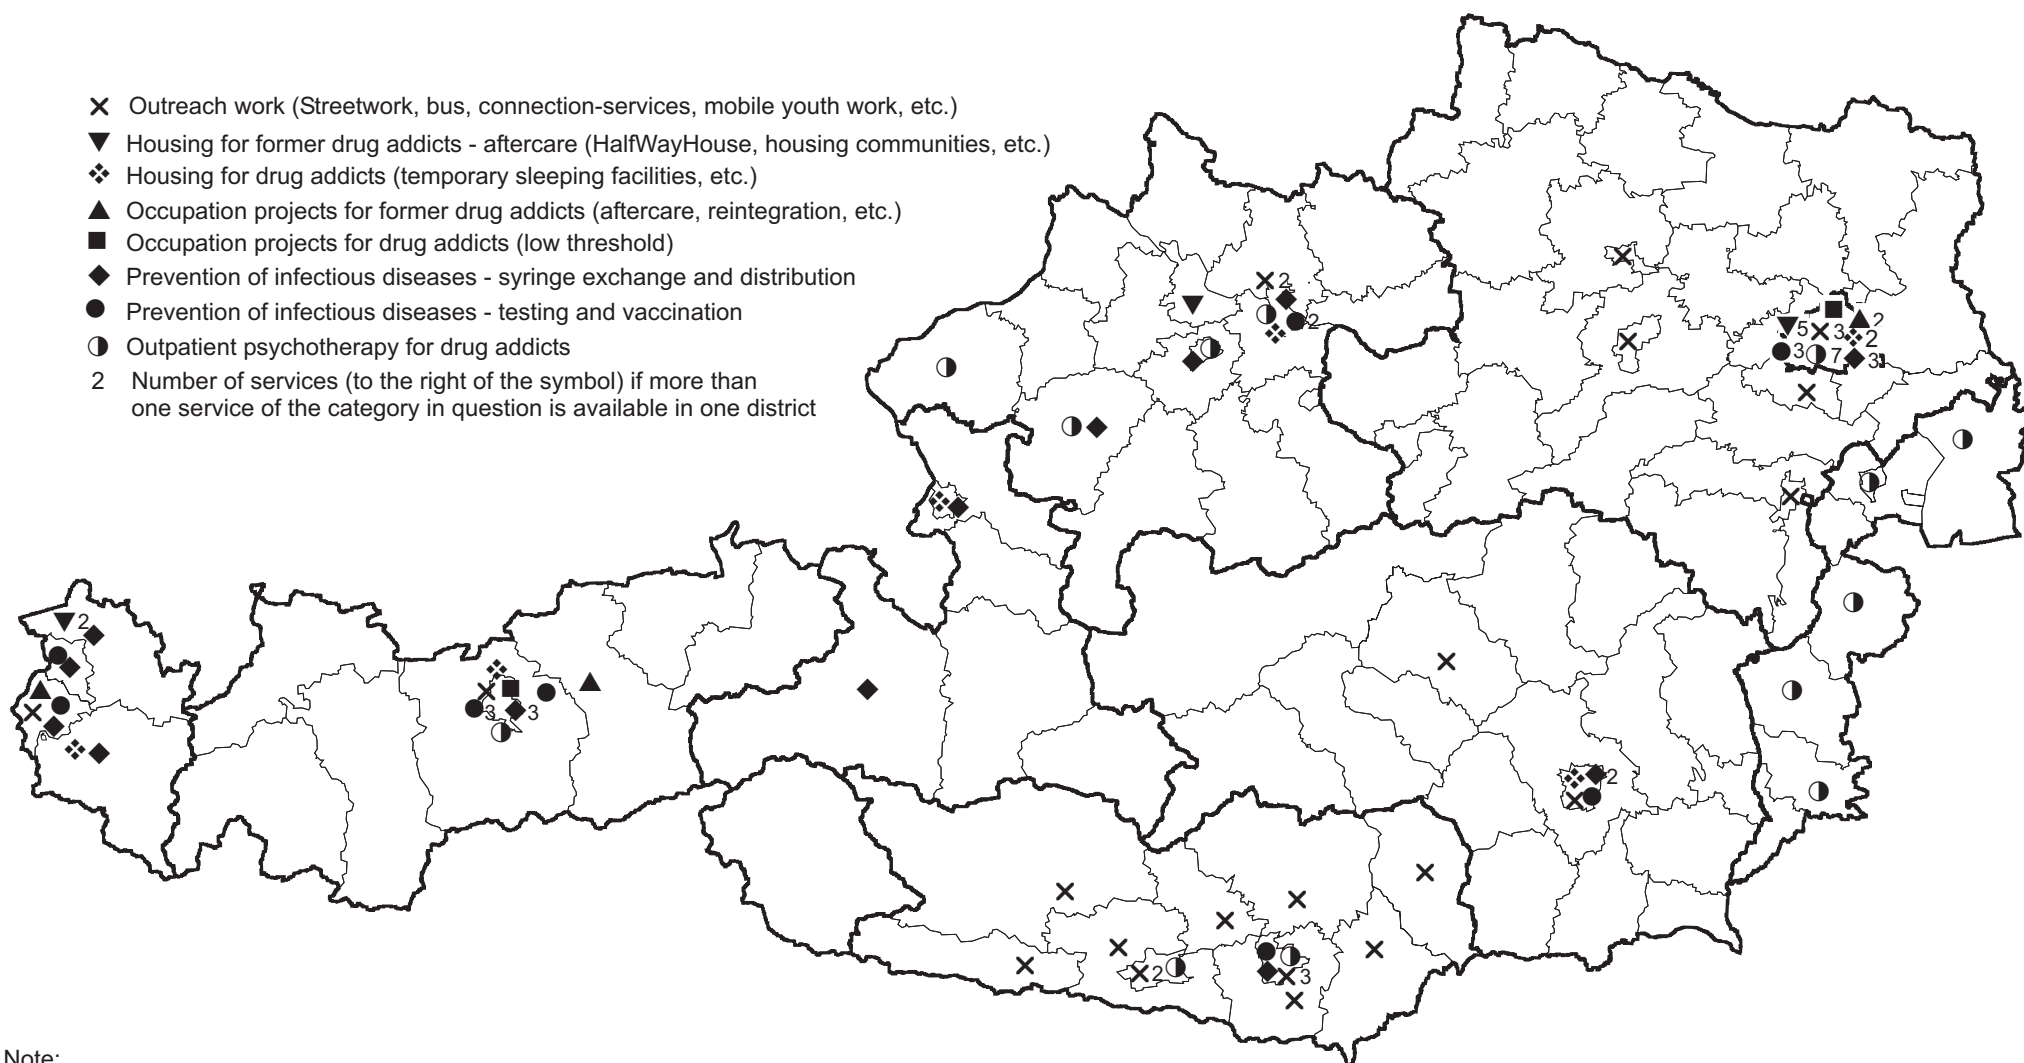 Outreach work (Streetwork, bus, connection-services, mobile youth work, etc.)
Housing for former drug addicts - aftercare (HalfWayHouse, housing communities, etc.)
Housing for drug addicts (temporary sleeping facilities, etc.)
Occupation projects for former drug addicts (aftercare, reintegration, etc.)
Occupation projects for drug addicts (low threshold)
Prevention of infectious diseases - syringe exchange and distribution
Prevention of infectious diseases - testing and vaccination
Outpatient psychotherapy for drug addicts
2 Number of services (to the right of the symbol) if more than
one service of the category in question is available in one district
2
2
2
5 3 2
3 7 3
2
3 3
2
2 3
Note: